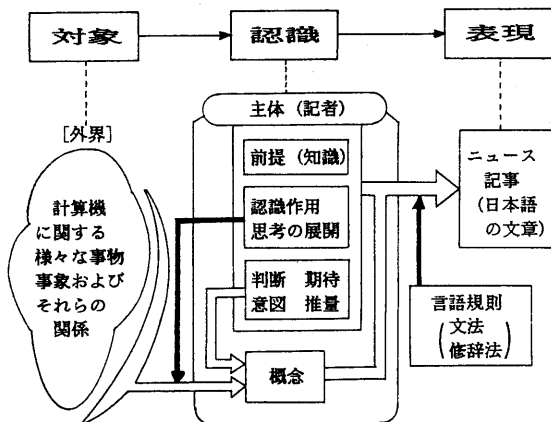 対象
認識
表現
主体（記者）
[外界]
前提（知識）
ニュース
記事
（日本語
の文章）
計算機
に関する
様々な事物
事象および
それらの
関係
認識作用
思考の展開
判断　期待
意図　推量
概念
言語規則
（文法
修辞法）